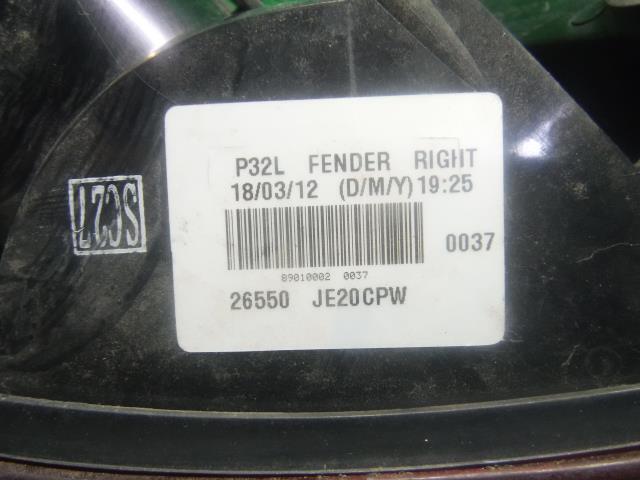 P32L FENDER RIGHT
18/03/12 (D/M/Y) 19:25
0037
89010002 0037
26550 JE20CPW
SC27